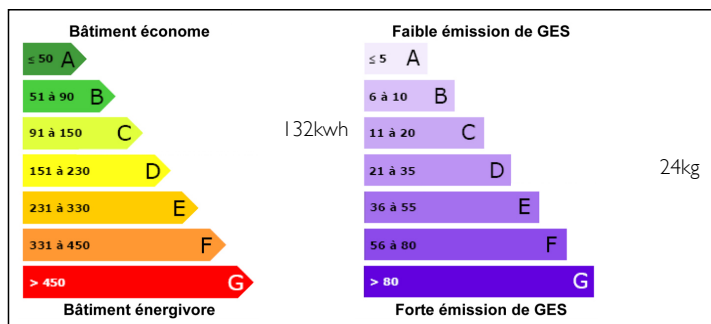 Bâtiment économe
≤ 50 A
51 à 90 B
91 à 150 C
132kwh
151 à 230 D
231 à 330 E
331 à 450 F
> 450 G
Bâtiment énergivore
Faible émission de GES
≤ 5 A
6 à 10 B
11 à 20 C
21 à 35 D
24kg
36 à 55 E
56 à 80 F
> 80 G
Forte émission de GES